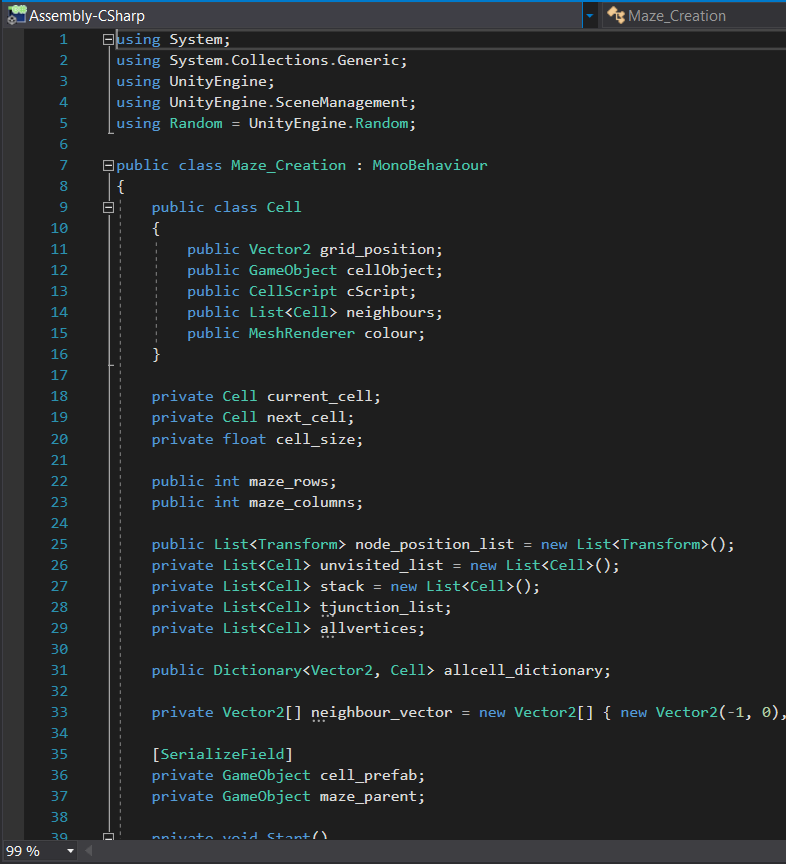 Assembly-CSharp Maze_Creation
1 using System;
2 using System.Collections.Generic;
3 using UnityEngine;
4 using UnityEngine.SceneManagement;
5 using Random = UnityEngine.Random;
6
7 public class Maze_Creation : MonoBehaviour
8 {
9 public class Cell
10 {
11 public Vector2 grid_position;
12 public GameObject cellObject;
13 public CellScript cScript;
14 public List<Cell> neighbours;
15 public MeshRenderer colour;
16 }
17
18 private Cell current_cell;
19 private Cell next_cell;
20 private float cell_size;
21
22 public int maze_rows;
23 public int maze_columns;
24
25 public List<Transform> node_position_list = new List<Transform>();
26 private List<Cell> unvisited_list = new List<Cell>();
27 private List<Cell> stack = new List<Cell>();
28 private List<Cell> tjunction_list;
29 private List<Cell> allvertices;
30
31 public Dictionary<Vector2, Cell> allcell_dictionary;
32
33 private Vector2[] neighbour_vector = new Vector2[] { new Vector2(-1, 0),
34
35 [SerializeField]
36 private GameObject cell_prefab;
37 private GameObject maze_parent;
38
39 private void Start()
99 %